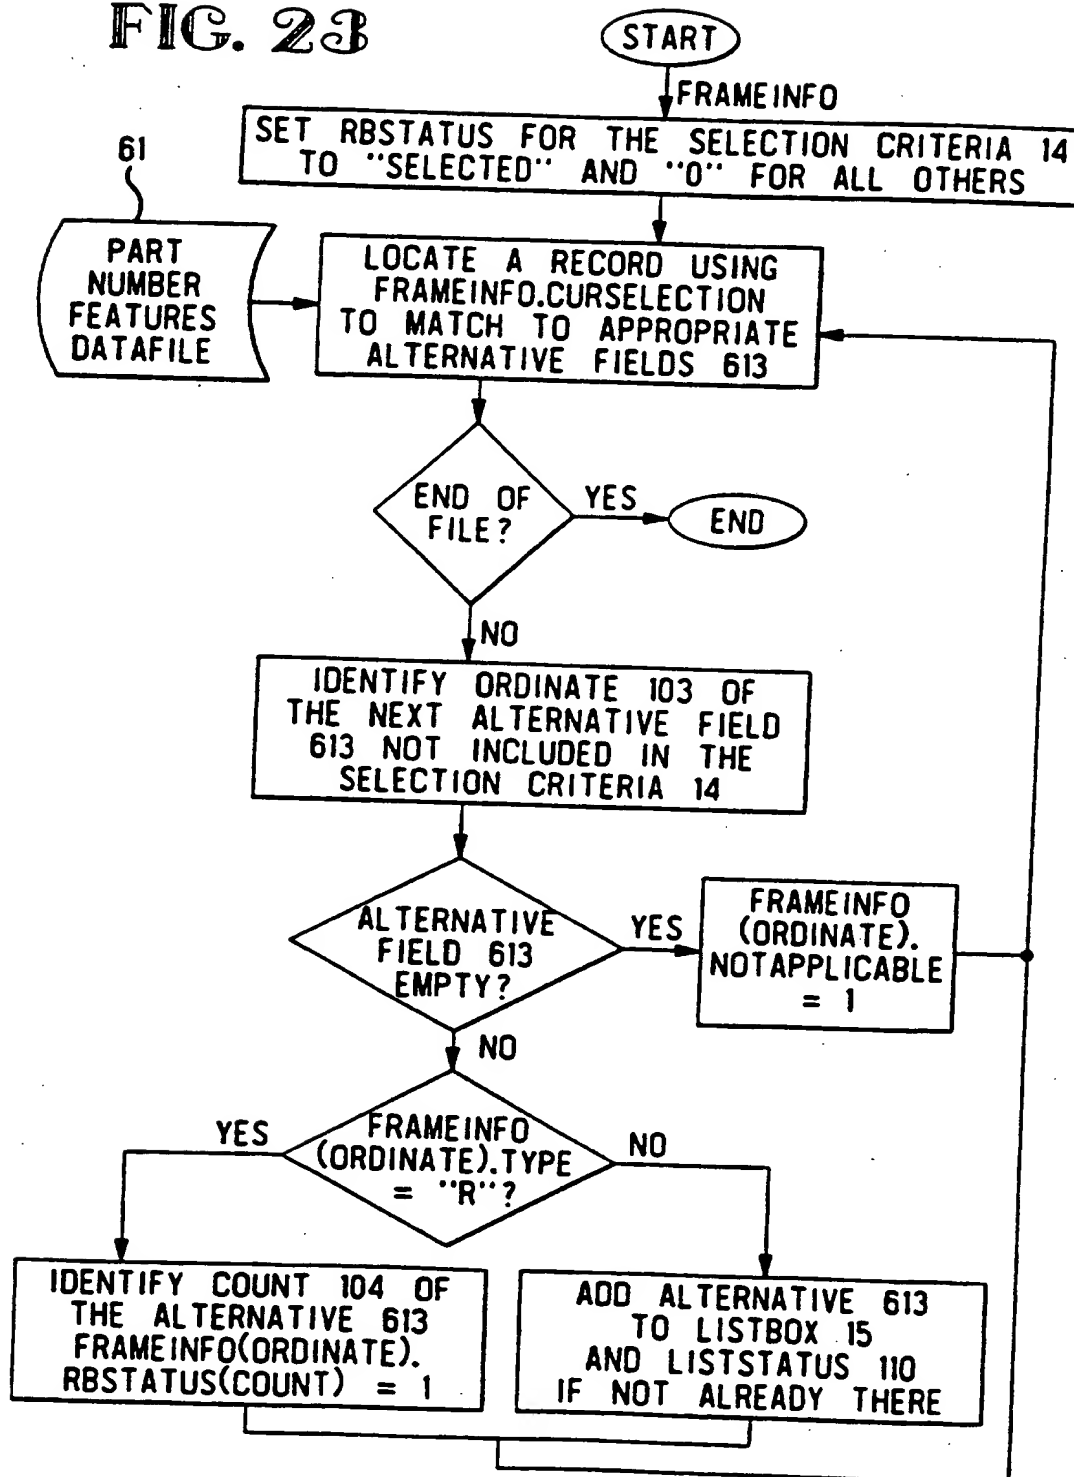 FIG. 23
START
FRAMEINFO
SET RBSTATUS FOR THE SELECTION CRITERIA 14
TO "SELECTED" AND "0" FOR ALL OTHERS
61
PART
NUMBER
FEATURES
DATAFILE
LOCATE A RECORD USING
FRAMEINFO.CURSELECTION
TO MATCH TO APPROPRIATE
ALTERNATIVE FIELDS 613
END OF
FILE?
YES
END
NO
IDENTIFY ORDINATE 103 OF
THE NEXT ALTERNATIVE FIELD
613 NOT INCLUDED IN THE
SELECTION CRITERIA 14
ALTERNATIVE
FIELD 613
EMPTY?
YES
FRAMEINFO
(ORDINATE).
NOTAPPLICABLE
= 1
NO
FRAMEINFO
(ORDINATE).TYPE
= "R"?
YES
NO
IDENTIFY COUNT 104 OF
THE ALTERNATIVE 613
FRAMEINFO(ORDINATE).
RBSTATUS(COUNT) = 1
ADD ALTERNATIVE 613
TO LISTBOX 15
AND LISTSTATUS 110
IF NOT ALREADY THERE